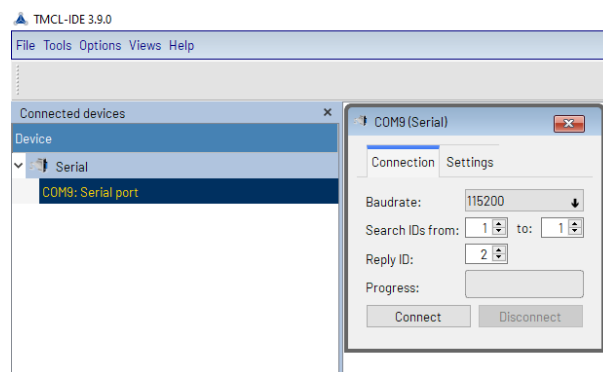 TMCL-IDE 3.9.0
File Tools Options Views Help
Connected devices
Device
Serial
COM9: Serial port
COM9 (Serial)
Connection Settings
Baudrate: 115200
Search IDs from: 1 to: 1
Reply ID: 2
Progress:
Connect Disconnect